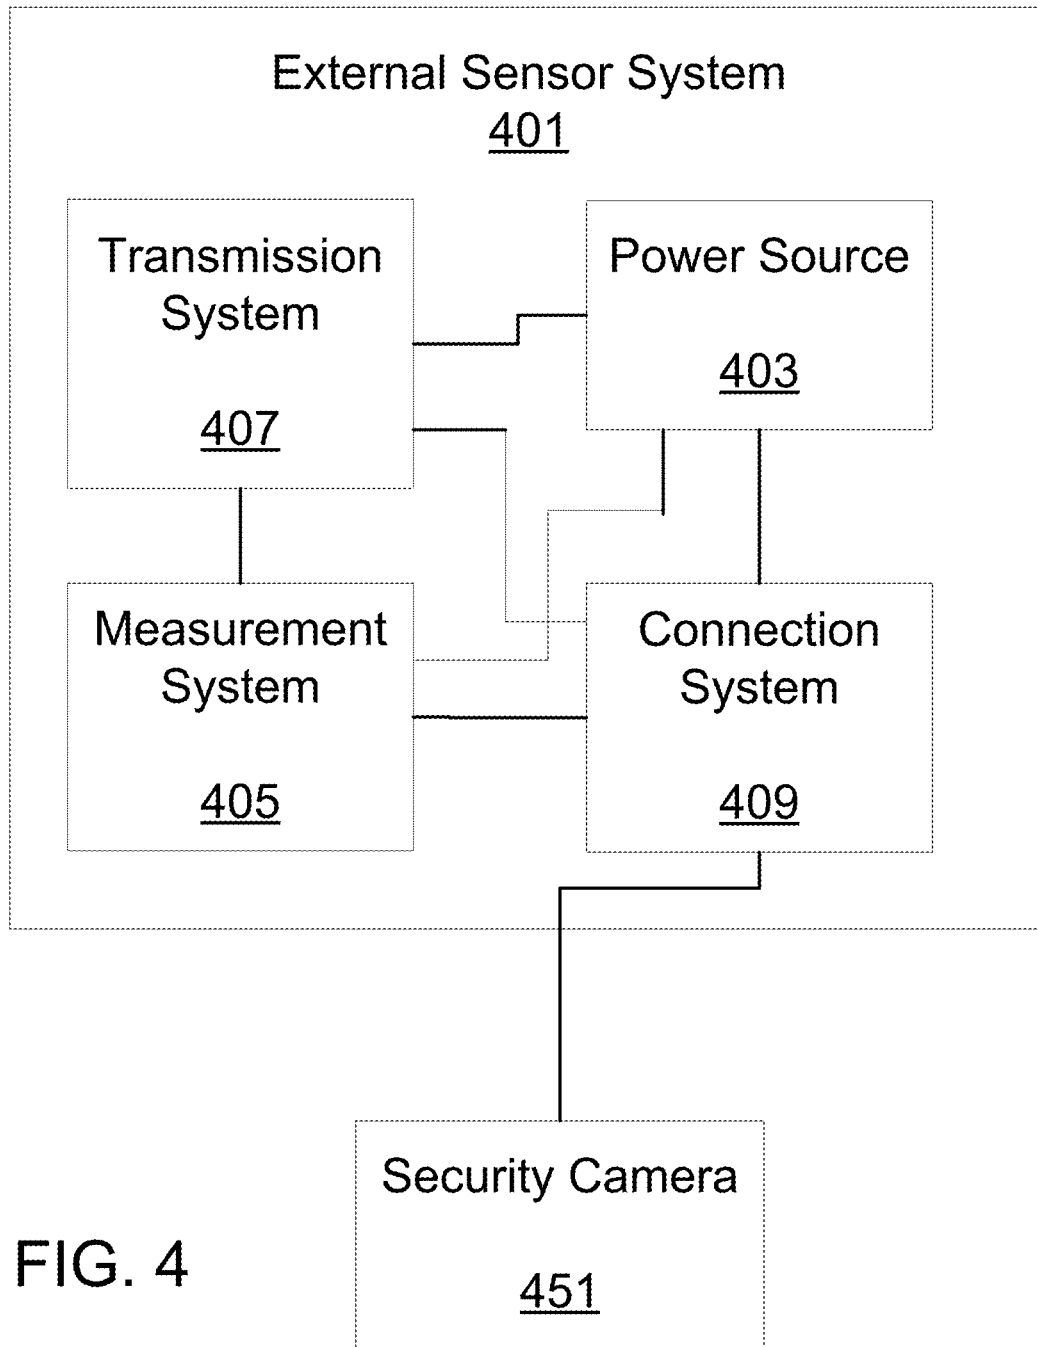 External Sensor System
401
Transmission
System
407
Power Source
403
Measurement
System
405
Connection
System
409
Security Camera
451
FIG. 4